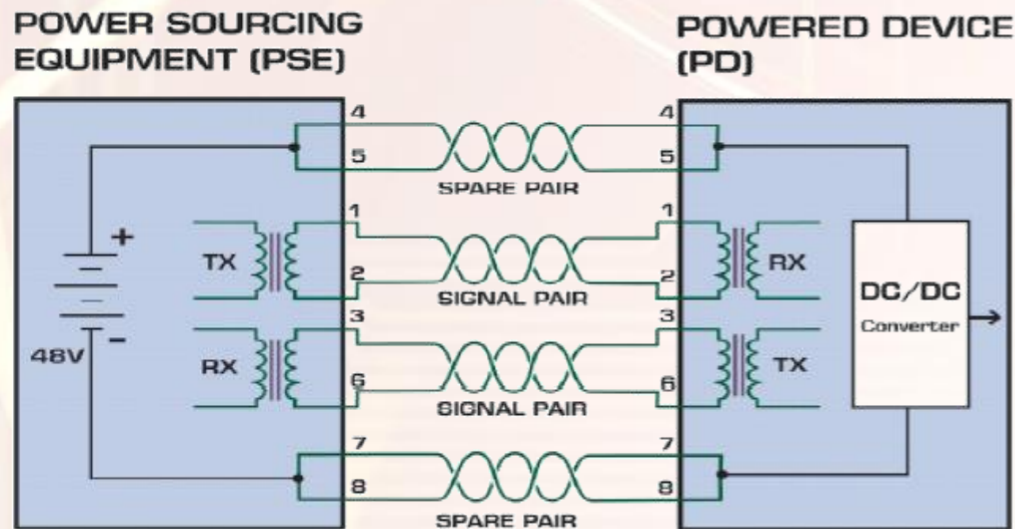 POWER SOURCING
EQUIPMENT (PSE)
POWERED DEVICE
(PD)
4
5
SPARE PAIR
4
5
+
-
48V
TX
RX
1
2
SIGNAL PAIR
1
2
3
6
SIGNAL PAIR
3
6
RX
TX
DC/DC
Converter
7
8
SPARE PAIR
7
8